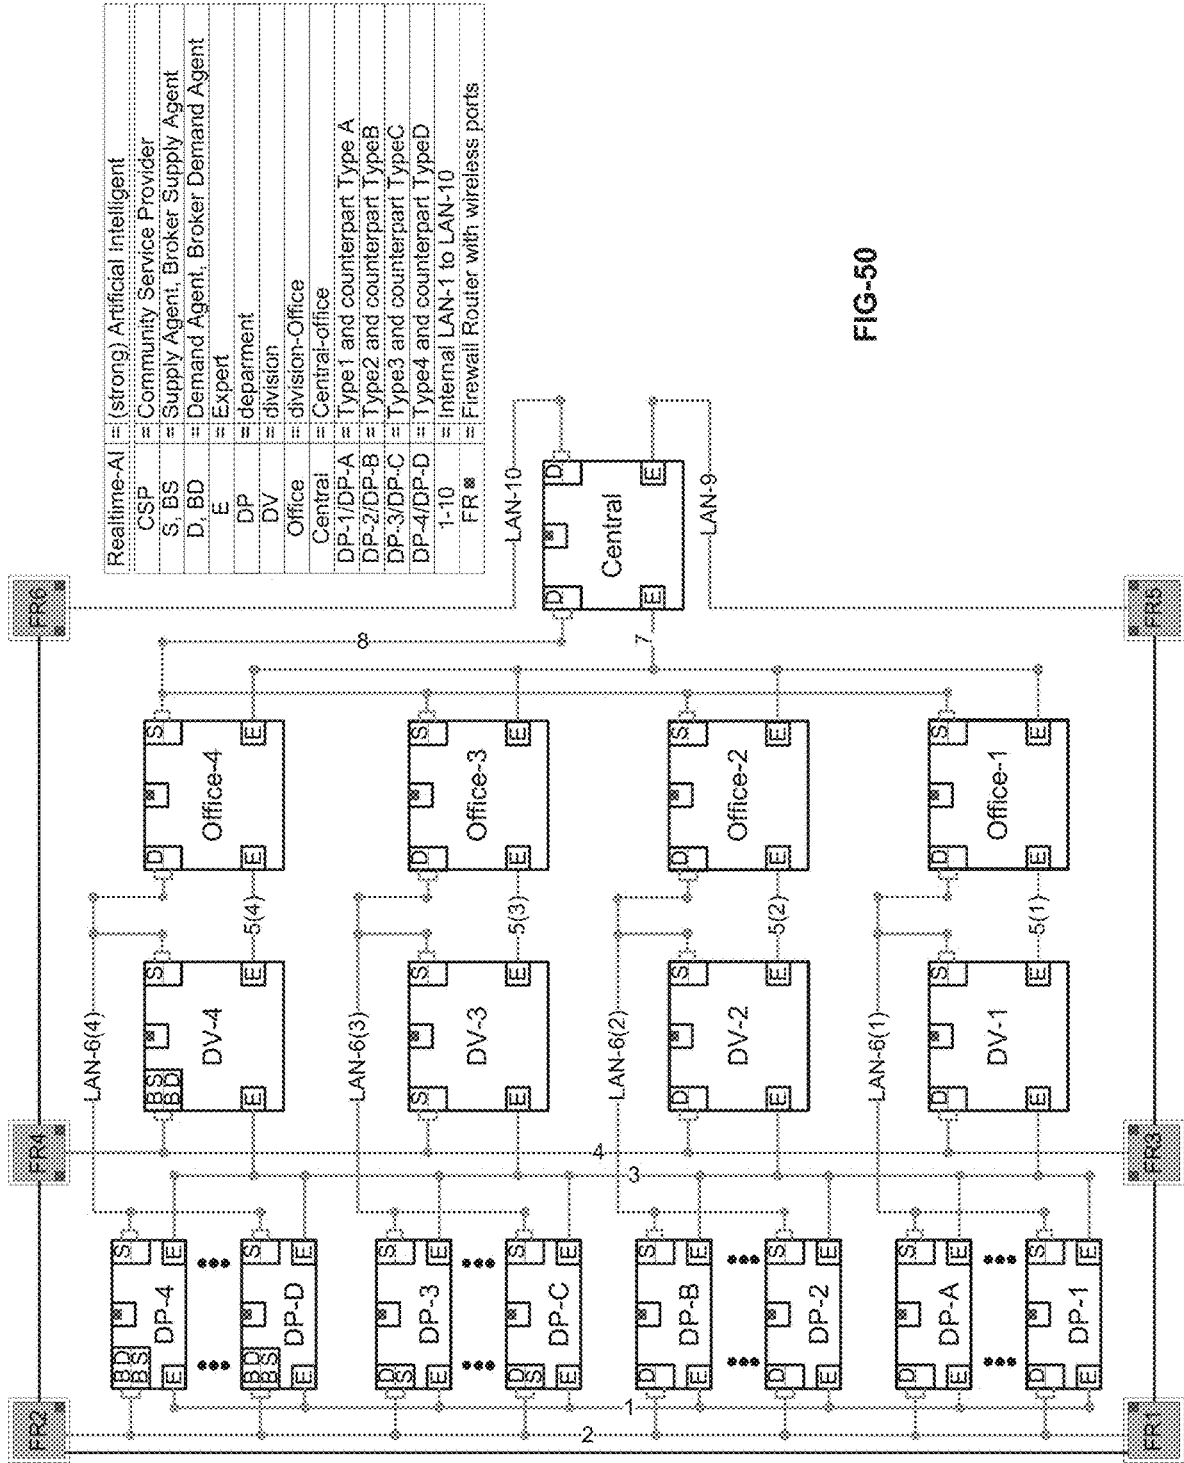 FR1
2
FR2
1
E D
DP-1
E S
E D
DP-A
E S
E D
DP-2
E S
E D
DP-B
E S
E D
S
DP-C
E S
E D
S
DP-3
E S
E BD
BS
DP-D
E S
E BD
BS
DP-4
E S
3
FR3
4
FR4
LAN-6(1)
LAN-6(2)
LAN-6(3)
LAN-6(4)
E D
DV-1
E S
E D
DV-2
E S
E S
DV-3
E S
E BS
BD
DV-4
E S
5(1)
5(2)
5(3)
5(4)
E D
Office-1
E S
E D
Office-2
E S
E D
Office-3
E S
E D
Office-4
E S
7
8
FR5
FR6
E D
Central
E D
LAN-9
LAN-10
Realtime-AI = (strong) Artificial Intelligent
CSP = Community Service Provider
S, BS = Supply Agent, Broker Supply Agent
D, BD = Demand Agent, Broker Demand Agent
E = Expert
DP = deparment
DV = division
Office = division-Office
Central = Central-office
DP-1/DP-A = Type1 and counterpart Type A
DP-2/DP-B = Type2 and counterpart TypeB
DP-3/DP-C = Type3 and counterpart TypeC
DP-4/DP-D = Type4 and counterpart TypeD
1-10 = Internal LAN-1 to LAN-10
FR = Firewall Router with wireless ports
FIG-50